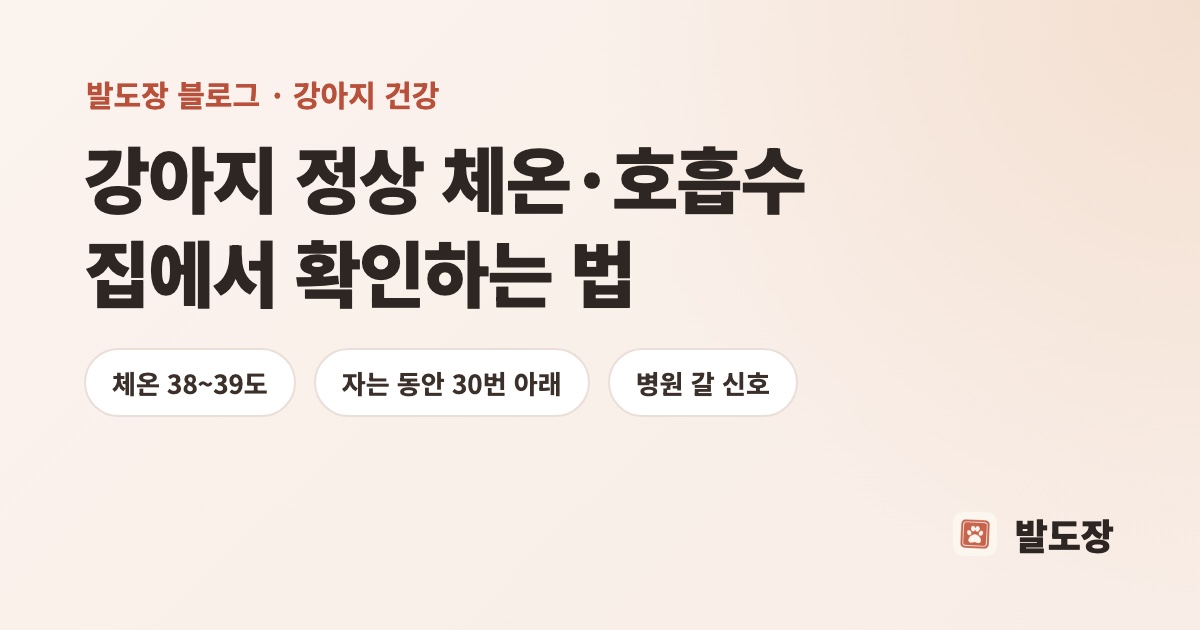 발도장 블로그 · 강아지 건강
강아지 정상 체온·호흡수
집에서 확인하는 법
체온 38~39도
자는 동안 30번 아래
병원 갈 신호
발도장